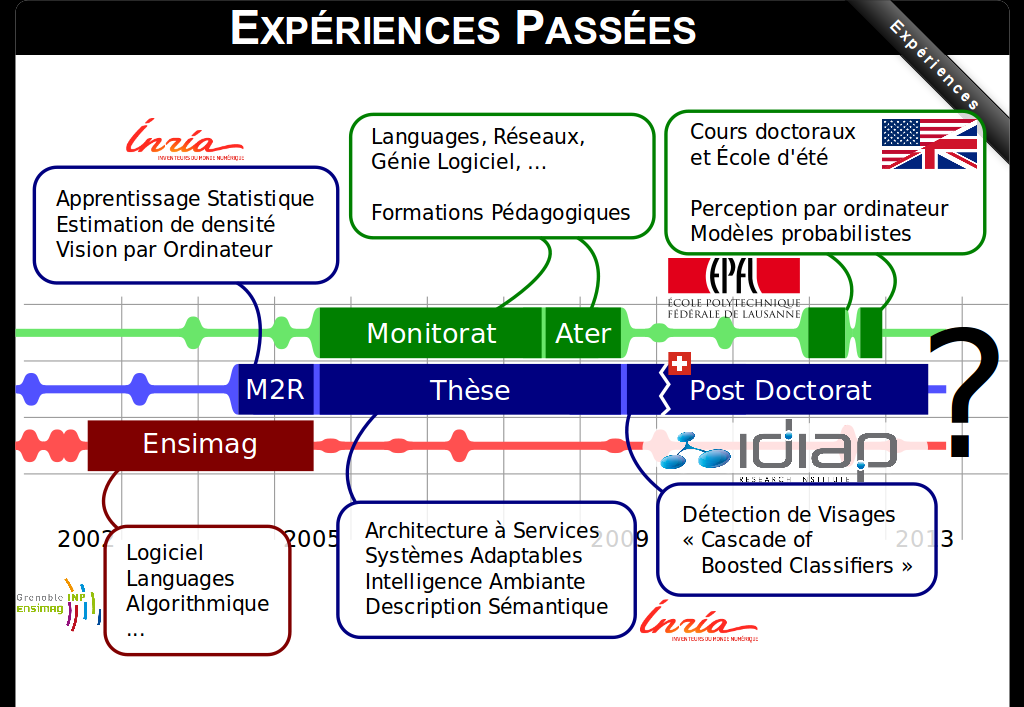 EXPÉRIENCES PASSÉES
Expériences
Inria
INVENTEURS DU MONDE NUMÉRIQUE
Apprentissage Statistique
Estimation de densité
Vision par Ordinateur
Languages, Réseaux,
Génie Logiciel, ...
Formations Pédagogiques
Cours doctoraux
et École d'été
Perception par ordinateur
Modèles probabilistes
EPFL
ÉCOLE POLYTECHNIQUE
FÉDÉRALE DE LAUSANNE
Monitorat
Ater
M2R
Thèse
Post Doctorat
?
Ensimag
idiap
RESEARCH INSTITUTE
2002
2005
2009
2013
Logiciel
Languages
Algorithmique
...
Architecture à Services
Systèmes Adaptables
Intelligence Ambiante
Description Sémantique
Détection de Visages
« Cascade of
Boosted Classifiers »
Grenoble INP
Ensimag
Inria
INVENTEURS DU MONDE NUMÉRIQUE